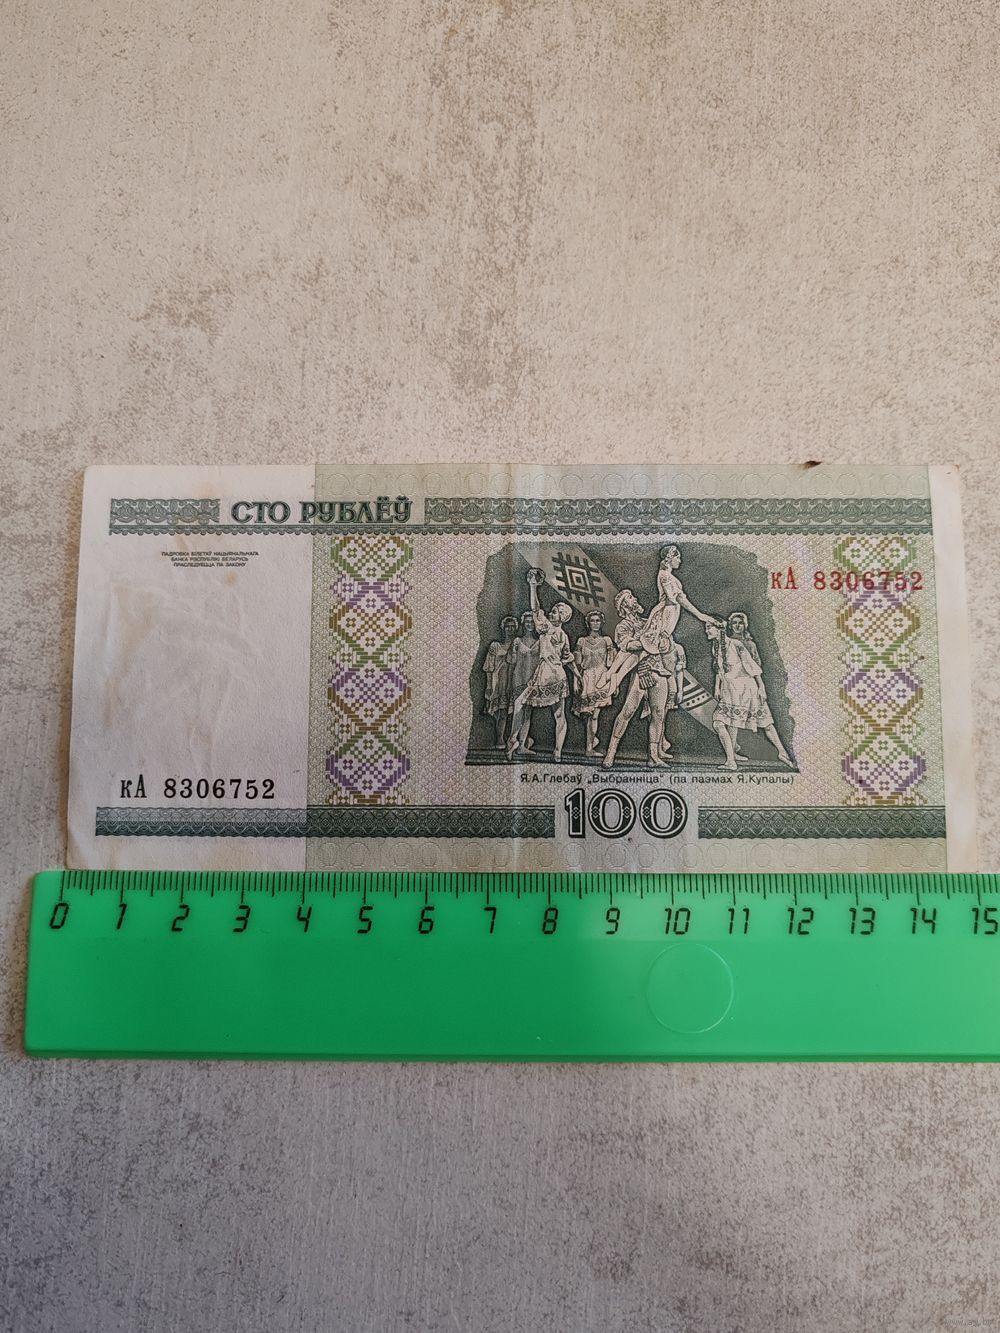 СТО РУБЛЁЎ
ПАДРОБКА БІЛЕТАЎ НАЦЫЯНАЛЬНАГА
БАНКА РЭСПУБЛІКІ БЕЛАРУСЬ
ПРАСЛЕДУЕЦЦА ПА ЗАКОНУ
кА 8306752
кА 8306752
Я.А.Глебаў „Выбранніца" (па паэмах Я.Купалы)
100
0 1 2 3 4 5 6 7 8 9 10 11 12 13 14 15